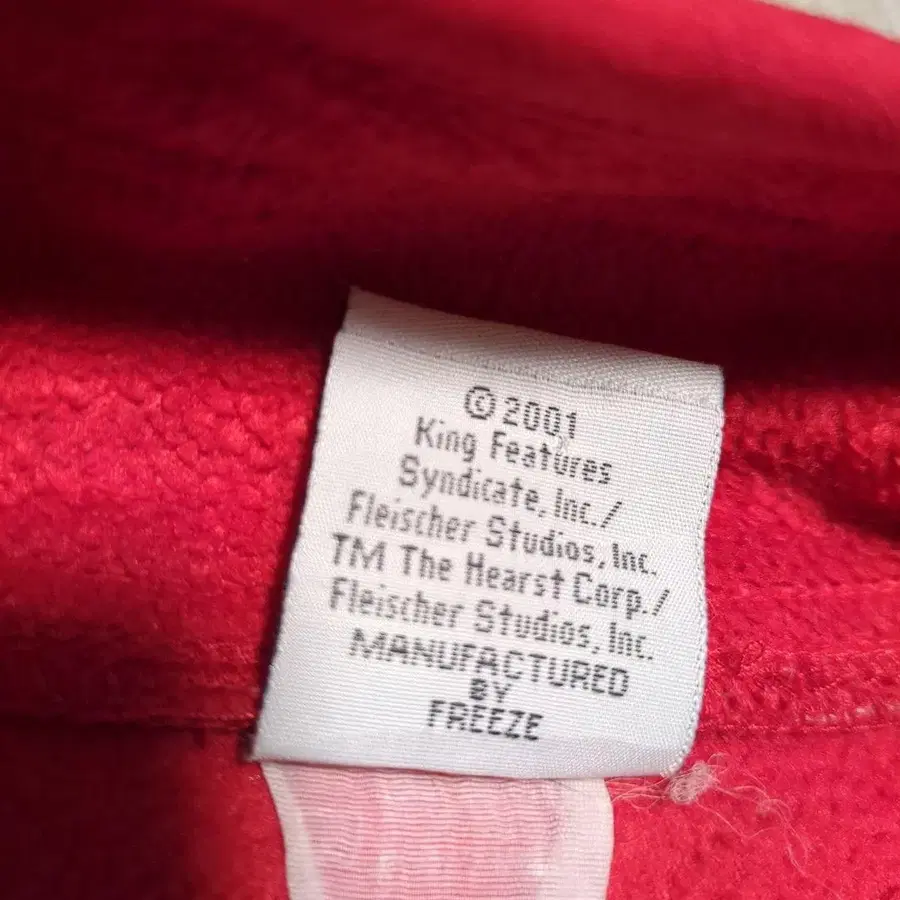 © 2001
King Features
Syndicate, Inc./
Fleischer Studios, Inc.
TM The Hearst Corp./
Fleischer Studios, Inc.
MANUFACTURED
BY
FREEZE